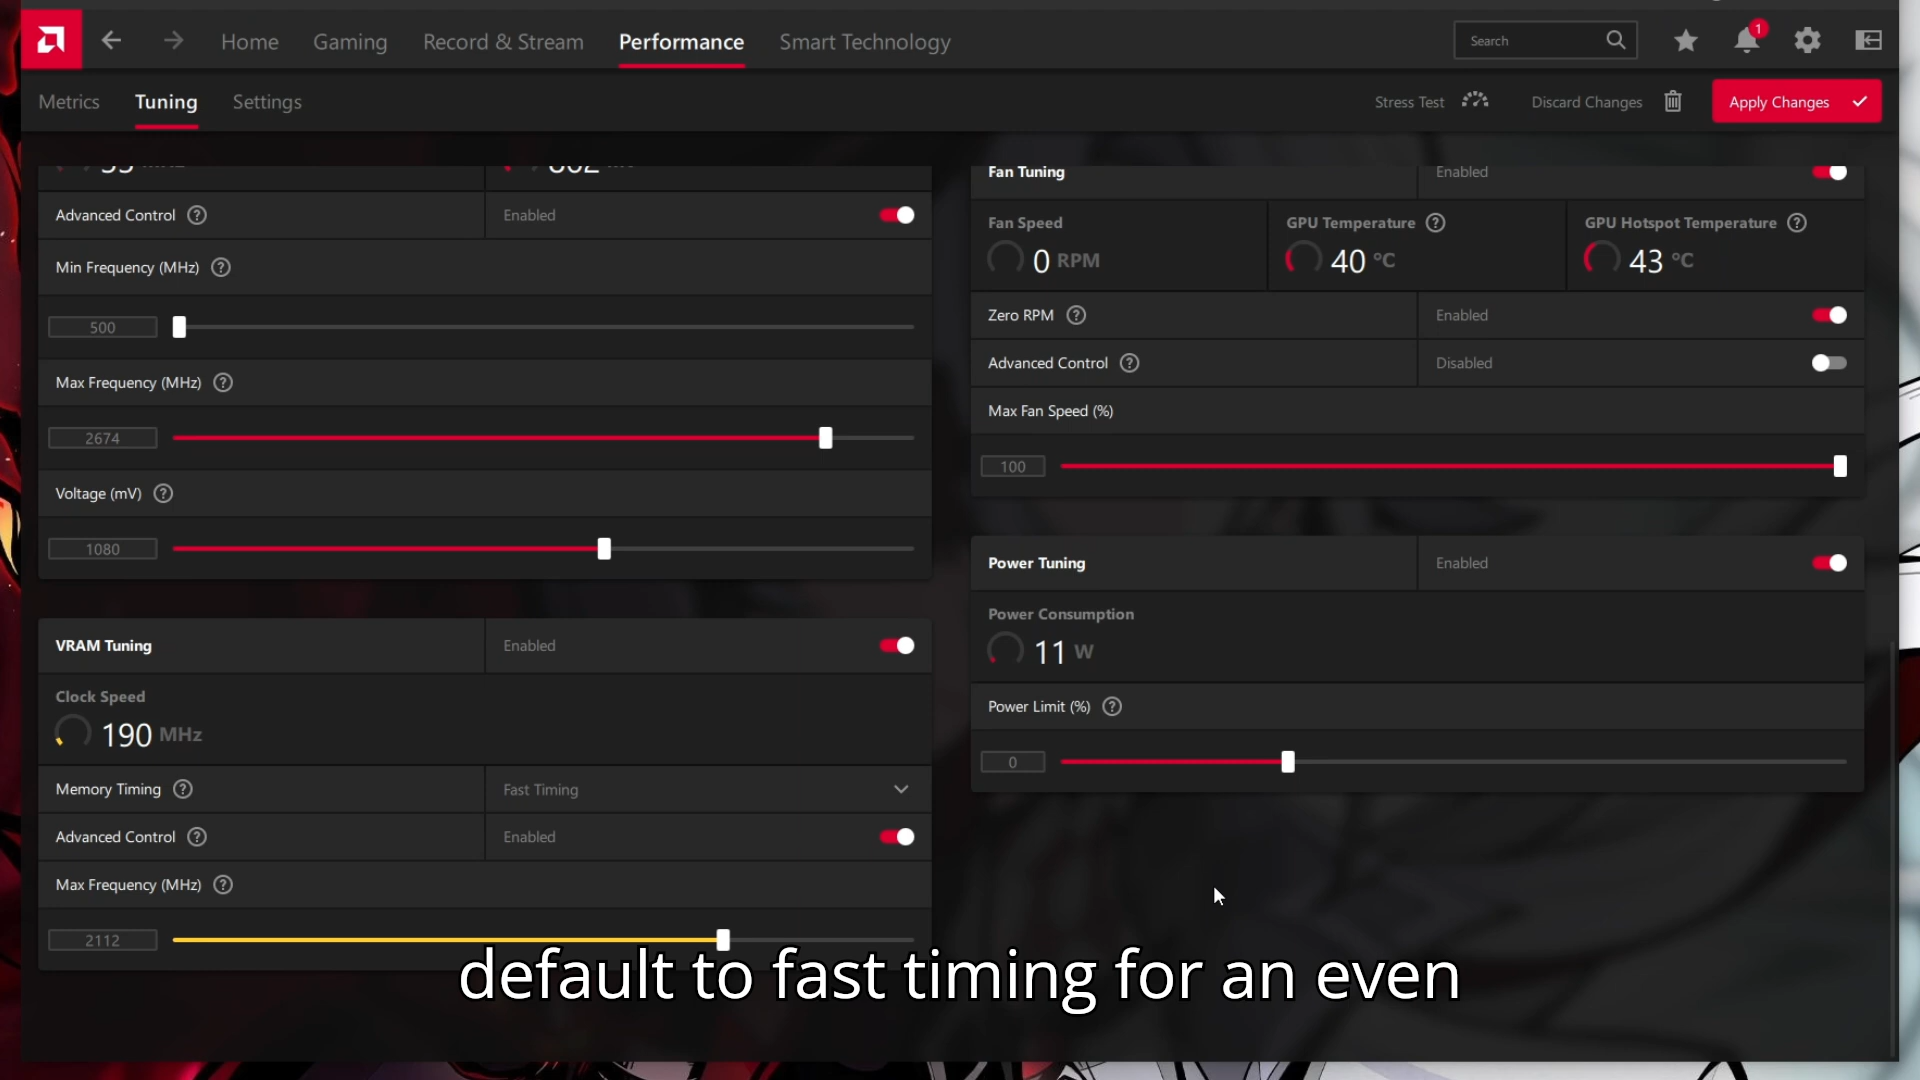 Home Gaming Record & Stream Performance Smart Technology Search 1
Metrics Tuning Settings Stress Test Discard Changes Apply Changes
Advanced Control Enabled
Min Frequency (MHz)
500
Max Frequency (MHz)
2674
Voltage (mV)
1080
VRAM Tuning Enabled
Clock Speed
190 MHz
Memory Timing Fast Timing
Advanced Control Enabled
Max Frequency (MHz)
2112
Fan Tuning Enabled
Fan Speed GPU Temperature GPU Hotspot Temperature
0 RPM 40 °C 43 °C
Zero RPM Enabled
Advanced Control Disabled
Max Fan Speed (%)
100
Power Tuning Enabled
Power Consumption
11 W
Power Limit (%)
0
default to fast timing for an even